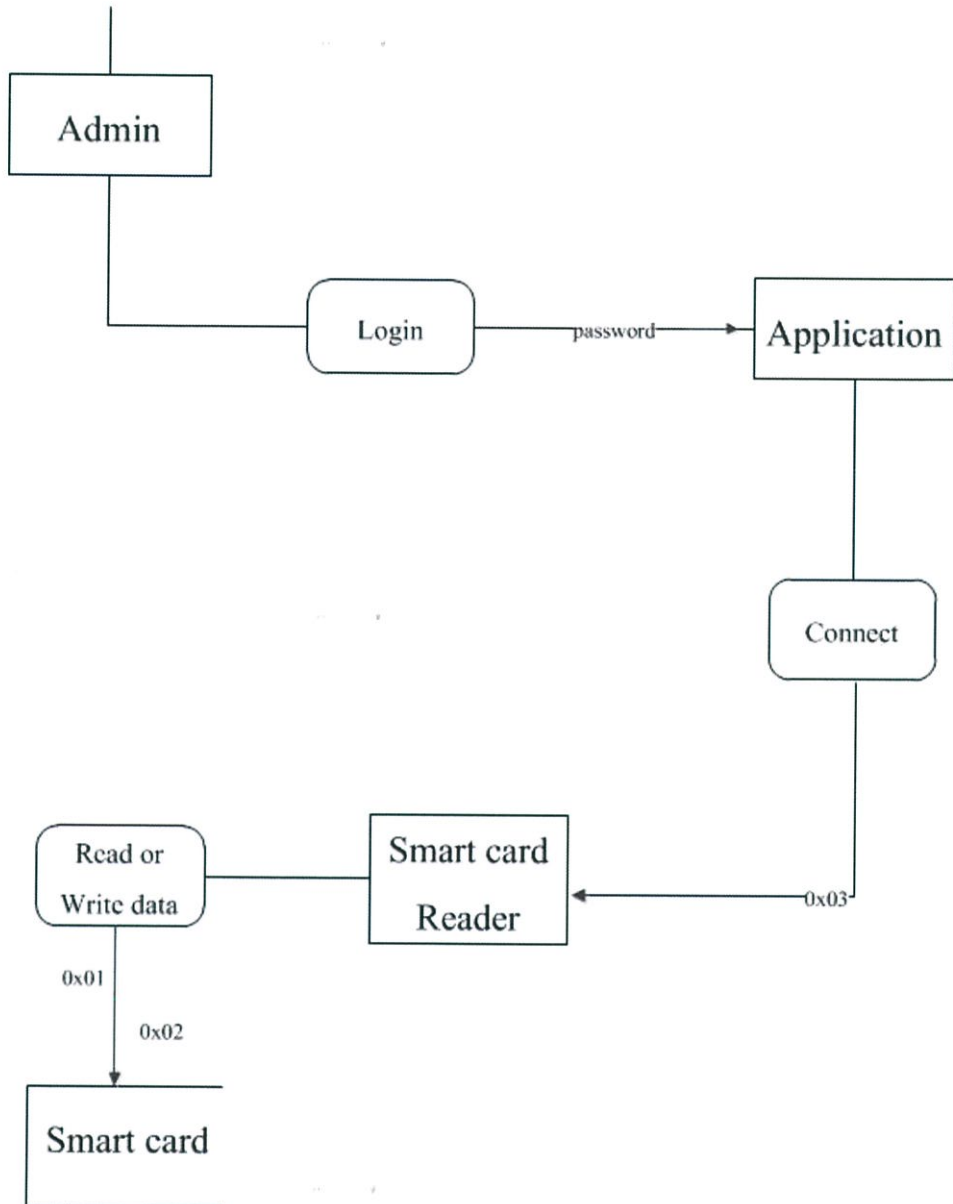 Admin
Login
password
Application
Connect
0x03
Smart card
Reader
Read or
Write data
0x01
0x02
Smart card